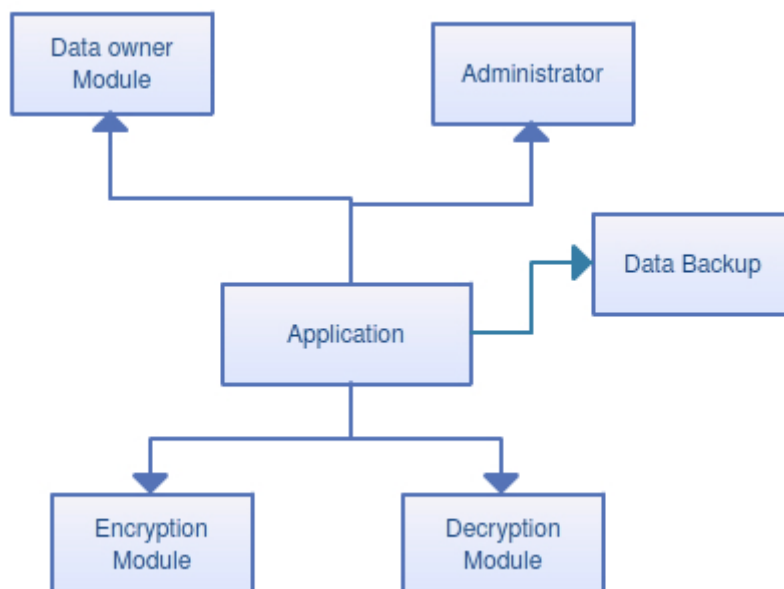 Data owner
Module
Administrator
Data Backup
Application
Encryption
Module
Decryption
Module